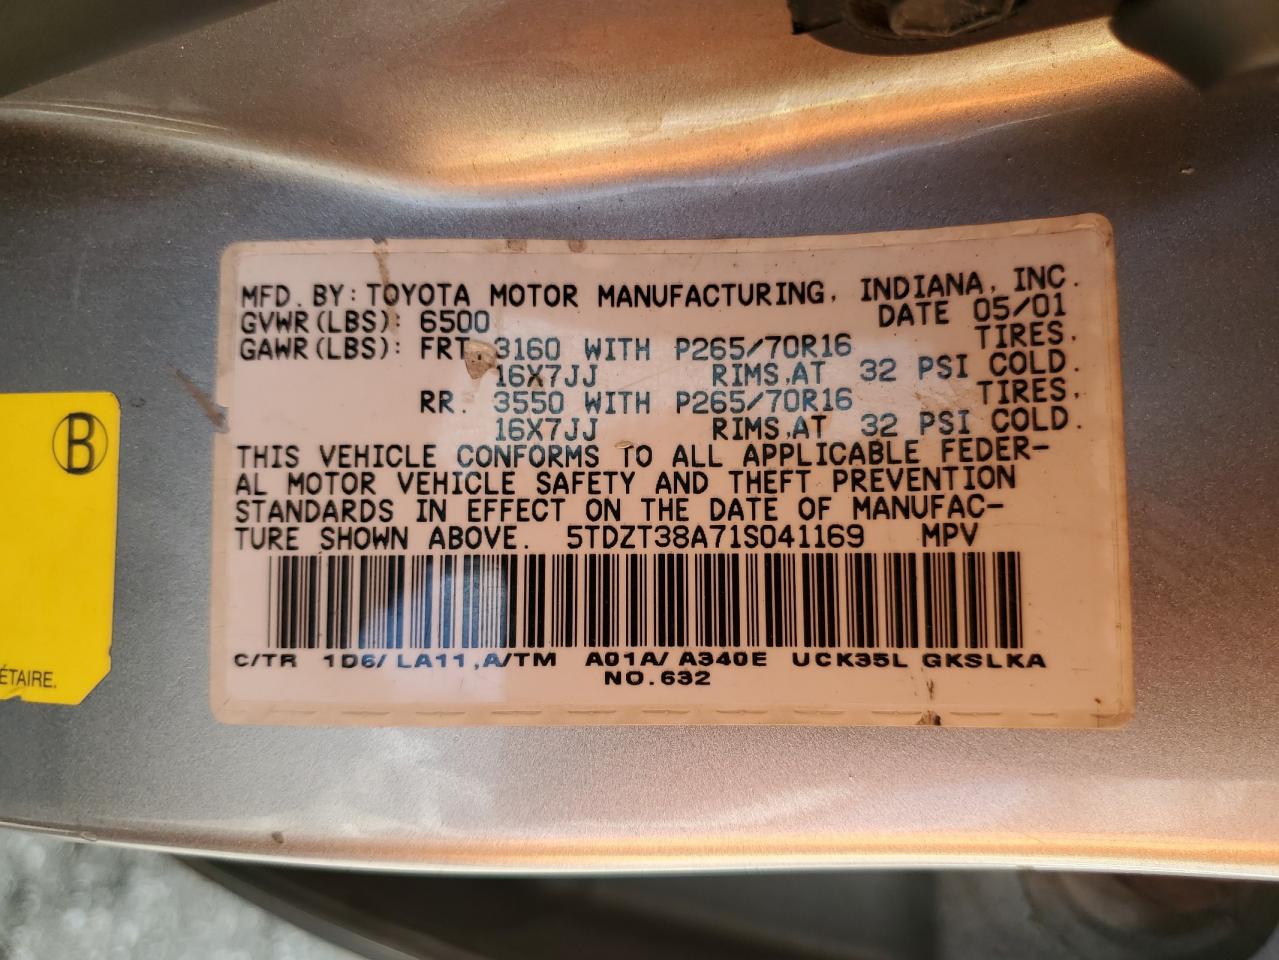 MFD. BY: TOYOTA MOTOR MANUFACTURING, INDIANA, INC.
GVWR(LBS): 6500 DATE 05/01
GAWR(LBS): FRT. 3160 WITH P265/70R16 TIRES,
16X7JJ RIMS,AT 32 PSI COLD.
RR. 3550 WITH P265/70R16 TIRES,
16X7JJ RIMS,AT 32 PSI COLD.
THIS VEHICLE CONFORMS TO ALL APPLICABLE FEDER-
AL MOTOR VEHICLE SAFETY AND THEFT PREVENTION
STANDARDS IN EFFECT ON THE DATE OF MANUFAC-
TURE SHOWN ABOVE. 5TDZT38A71S041169 MPV
C/TR 1D6/LA11,A/TM A01A/A340E UCK35L GKSLKA
NO.632
B
ÉTAIRE.